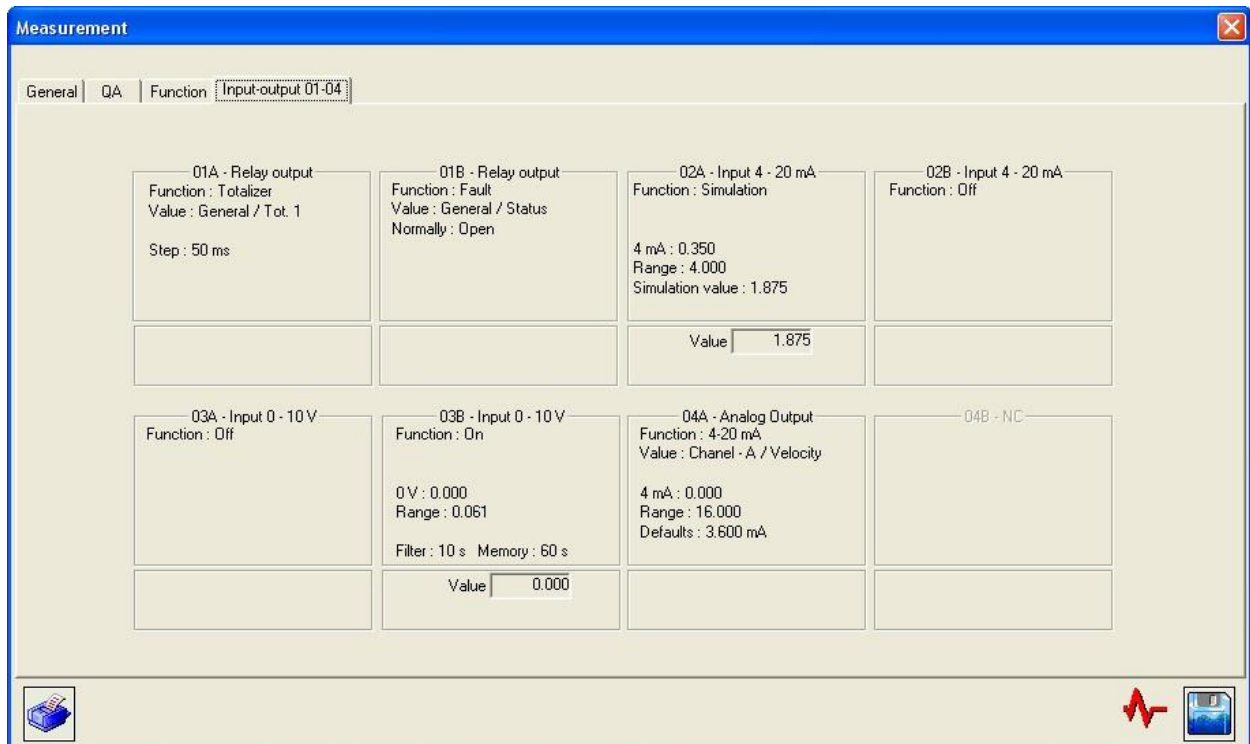 Measurement
General QA Function Input-output 01-04
01A - Relay output
Function : Totalizer
Value : General / Tot. 1
Step : 50 ms
01B - Relay output
Function : Fault
Value : General / Status
Normally : Open
02A - Input 4 - 20 mA
Function : Simulation
4 mA : 0.350
Range : 4.000
Simulation value : 1.875
Value 1.875
02B - Input 4 - 20 mA
Function : Off
03A - Input 0 - 10 V
Function : Off
03B - Input 0 - 10 V
Function : On
0 V : 0.000
Range : 0.061
Filter : 10 s Memory : 60 s
Value 0.000
04A - Analog Output
Function : 4-20 mA
Value : Chanel - A / Velocity
4 mA : 0.000
Range : 16.000
Defaults : 3.600 mA
04B - NC